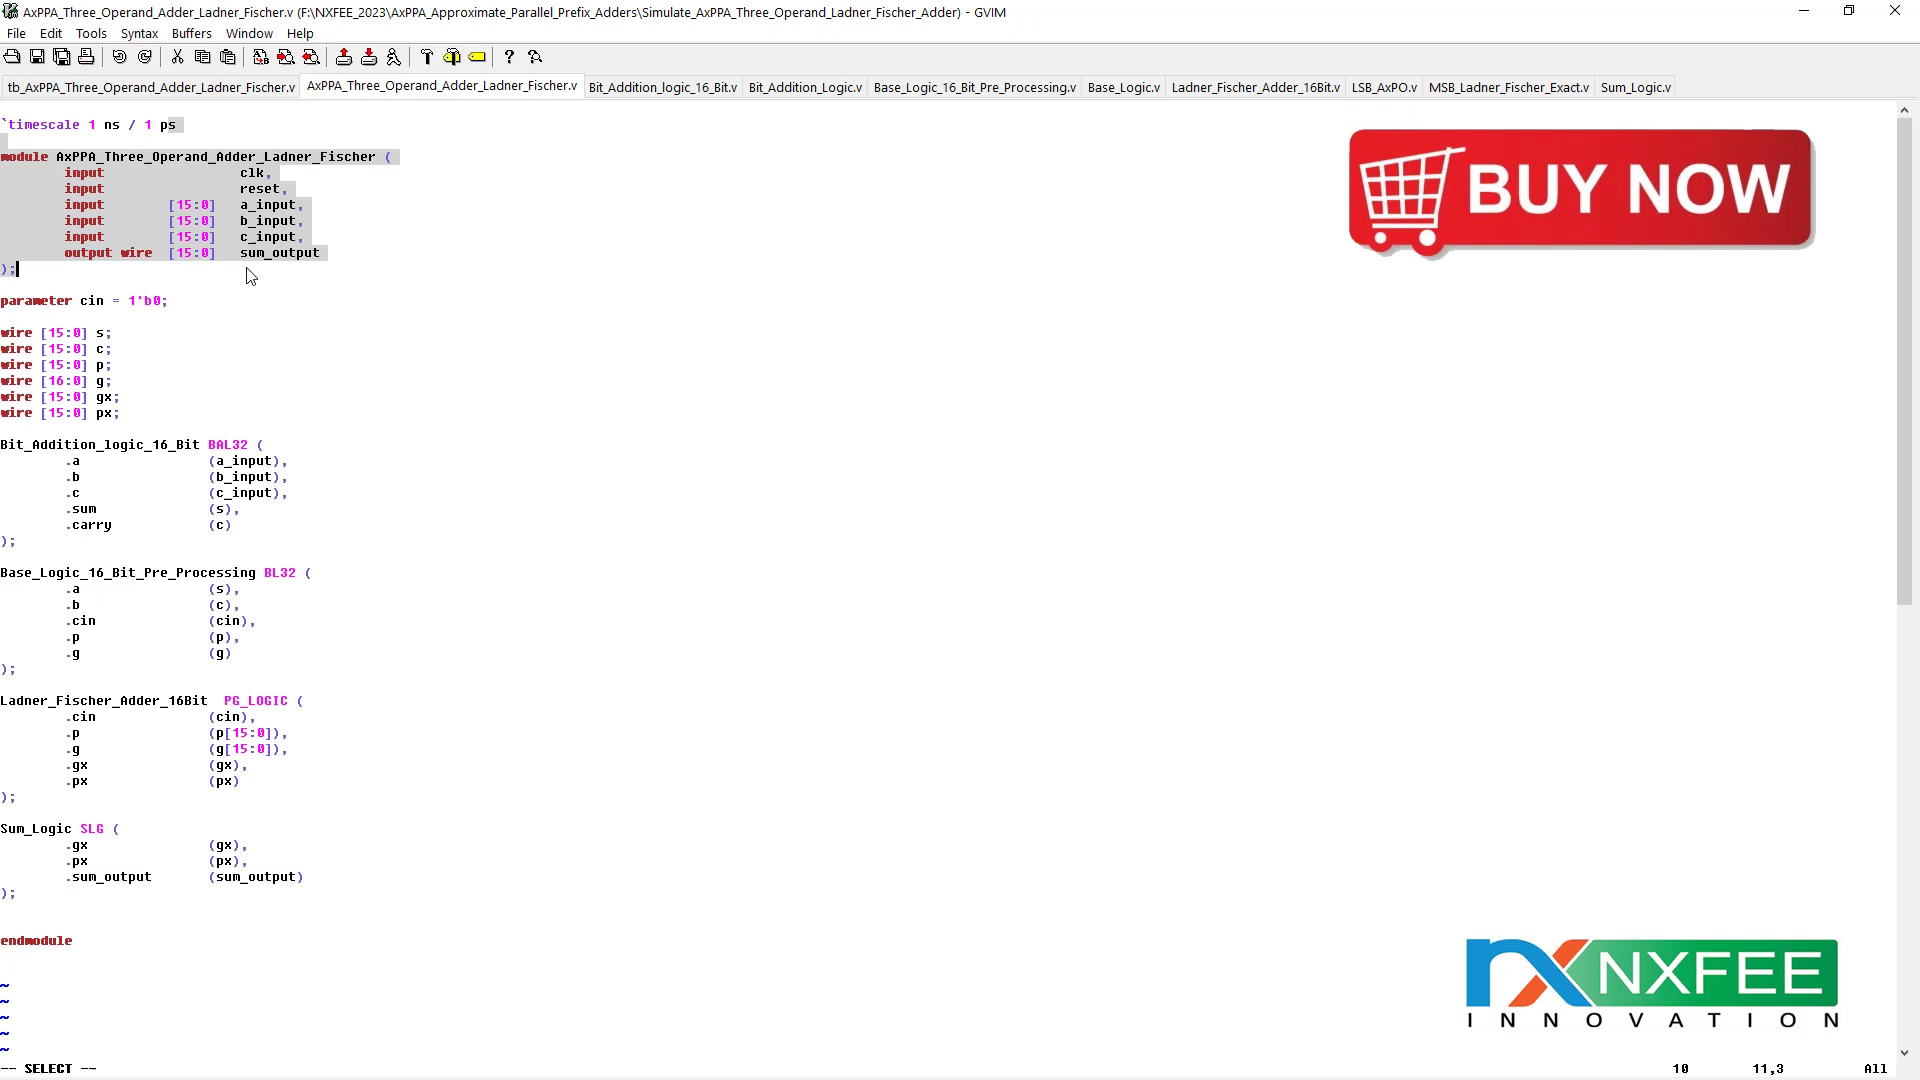 AxPPA_Three_Operand_Adder_Ladner_Fischer.v (F:\NXFEE_2023\AxPPA_Approximate_Parallel_Prefix_Adders\Simulate_AxPPA_Three_Operand_Ladner_Fischer_Adder) - GVIM
File Edit Tools Syntax Buffers Window Help
tb_AxPPA_Three_Operand_Adder_Ladner_Fischer.v AxPPA_Three_Operand_Adder_Ladner_Fischer.v Bit_Addition_logic_16_Bit.v Bit_Addition_Logic.v Base_Logic_16_Bit_Pre_Processing.v Base_Logic.v Ladner_Fischer_Adder_16Bit.v LSB_AxPO.v MSB_Ladner_Fischer_Exact.v Sum_Logic.v
`timescale 1 ns / 1 ps
module AxPPA_Three_Operand_Adder_Ladner_Fischer (
input clk,
input reset,
input [15:0] a_input,
input [15:0] b_input,
input [15:0] c_input,
output wire [15:0] sum_output
);
parameter cin = 1'b0;
wire [15:0] s;
wire [15:0] c;
wire [15:0] p;
wire [16:0] g;
wire [15:0] gx;
wire [15:0] px;
Bit_Addition_logic_16_Bit BAL32 (
.a (a_input),
.b (b_input),
.c (c_input),
.sum (s),
.carry (c)
);
Base_Logic_16_Bit_Pre_Processing BL32 (
.a (s),
.b (c),
.cin (cin),
.p (p),
.g (g)
);
Ladner_Fischer_Adder_16Bit PG_LOGIC (
.cin (cin),
.p (p[15:0]),
.g (g[15:0]),
.gx (gx),
.px (px)
);
Sum_Logic SLG (
.gx (gx),
.px (px),
.sum_output (sum_output)
);
endmodule
~
~
~
~
~
-- SELECT -- 10 11,3 All
BUY NOW
NXFEE
INNOVATION